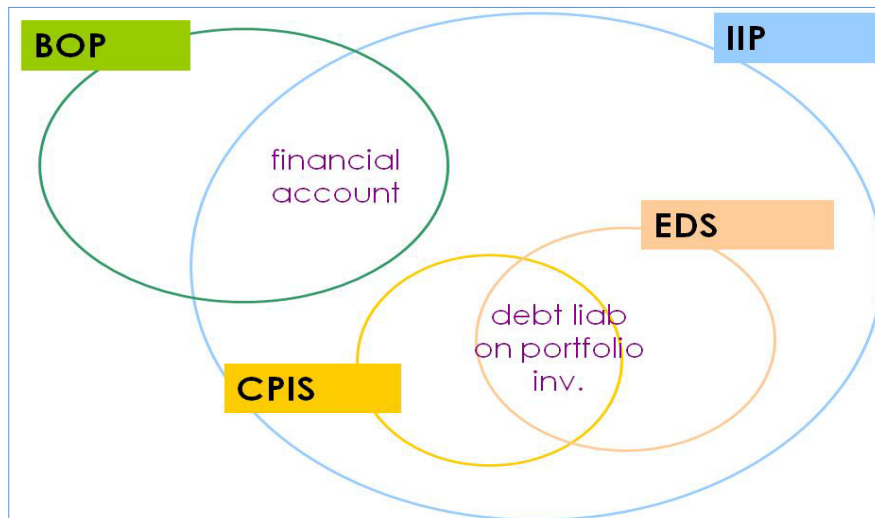 BOP
IIP
financial
account
EDS
debt liab
on portfolio
inv.
CPIS